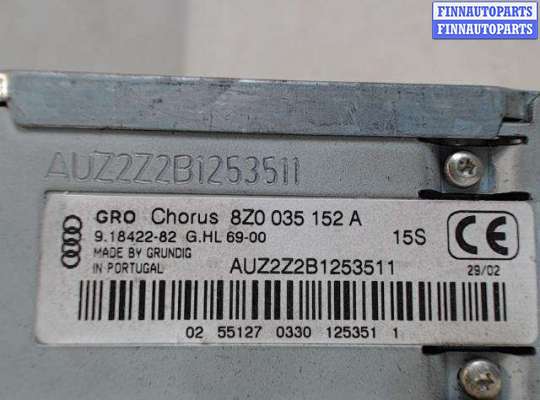 FINNAUTOPARTS
FINNAUTOPARTS
AUZ2Z2B1253511
GRO Chorus 8Z0 035 152 A
9.18422-82 G.HL 69-00 15S CE
MADE BY GRUNDIG
IN PORTUGAL AUZ2Z2B1253511 29/02
02 55127 0330 125351 1